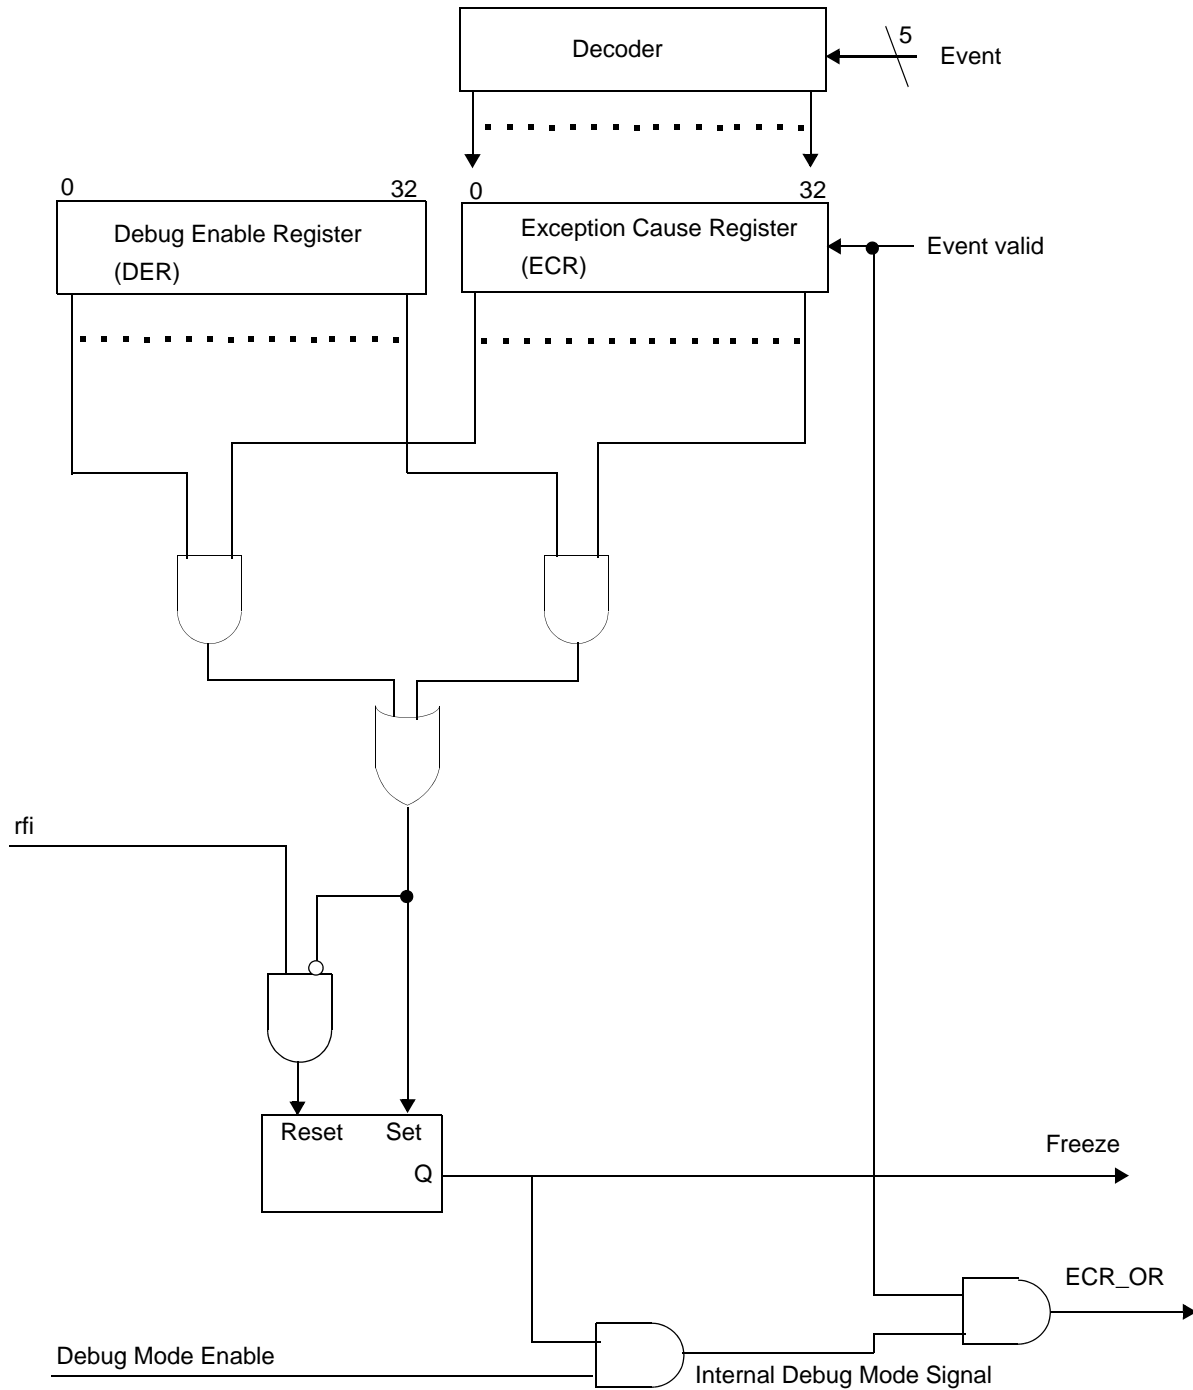 Decoder
5
Event
0
32
0
32
Debug Enable Register
(DER)
Exception Cause Register
(ECR)
Event valid
rfi
Reset
Set
Q
Freeze
ECR_OR
Debug Mode Enable
Internal Debug Mode Signal